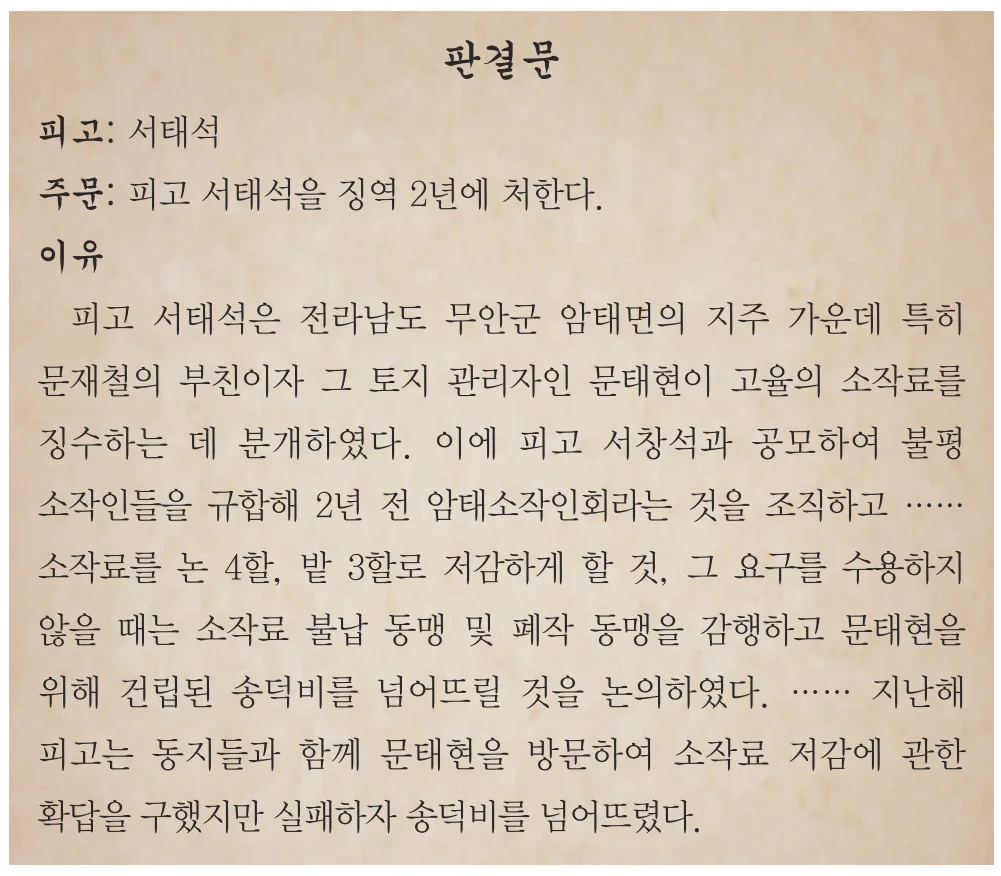 판결문
피고: 서태석
주문: 피고 서태석을 징역 2년에 처한다.
이유
피고 서태석은 전라남도 무안군 암태면의 지주 가운데 특히
문재철의 부친이자 그 토지 관리자인 문태현이 고율의 소작료를
징수하는 데 분개하였다. 이에 피고 서창석과 공모하여 불평
소작인들을 규합해 2년 전 암태소작인회라는 것을 조직하고 ……
소작료를 논 4할, 밭 3할로 저감하게 할 것, 그 요구를 수용하지
않을 때는 소작료 불납 동맹 및 폐작 동맹을 감행하고 문태현을
위해 건립된 송덕비를 넘어뜨릴 것을 논의하였다. …… 지난해
피고는 동지들과 함께 문태현을 방문하여 소작료 저감에 관한
확답을 구했지만 실패하자 송덕비를 넘어뜨렸다.